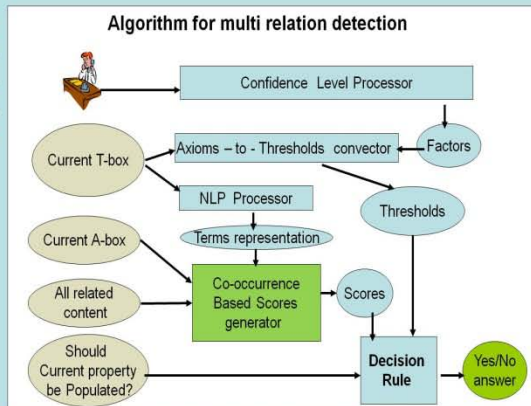 Algorithm for multi relation detection
Confidence Level Processor
Current T-box
Axioms – to - Thresholds convector
Factors
NLP Processor
Thresholds
Current A-box
Terms representation
All related
content
Co-occurrence
Based Scores
generator
Scores
Should
Current property
be Populated?
Decision
Rule
Yes/No
answer